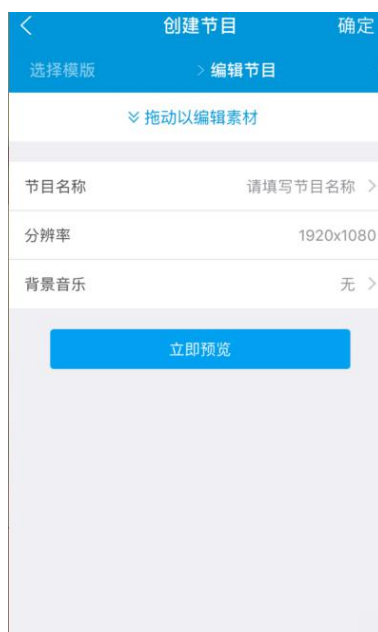 创建节目 确定
选择模版 > 编辑节目
拖动以编辑素材
节目名称 请填写节目名称
分辨率 1920x1080
背景音乐 无
立即预览